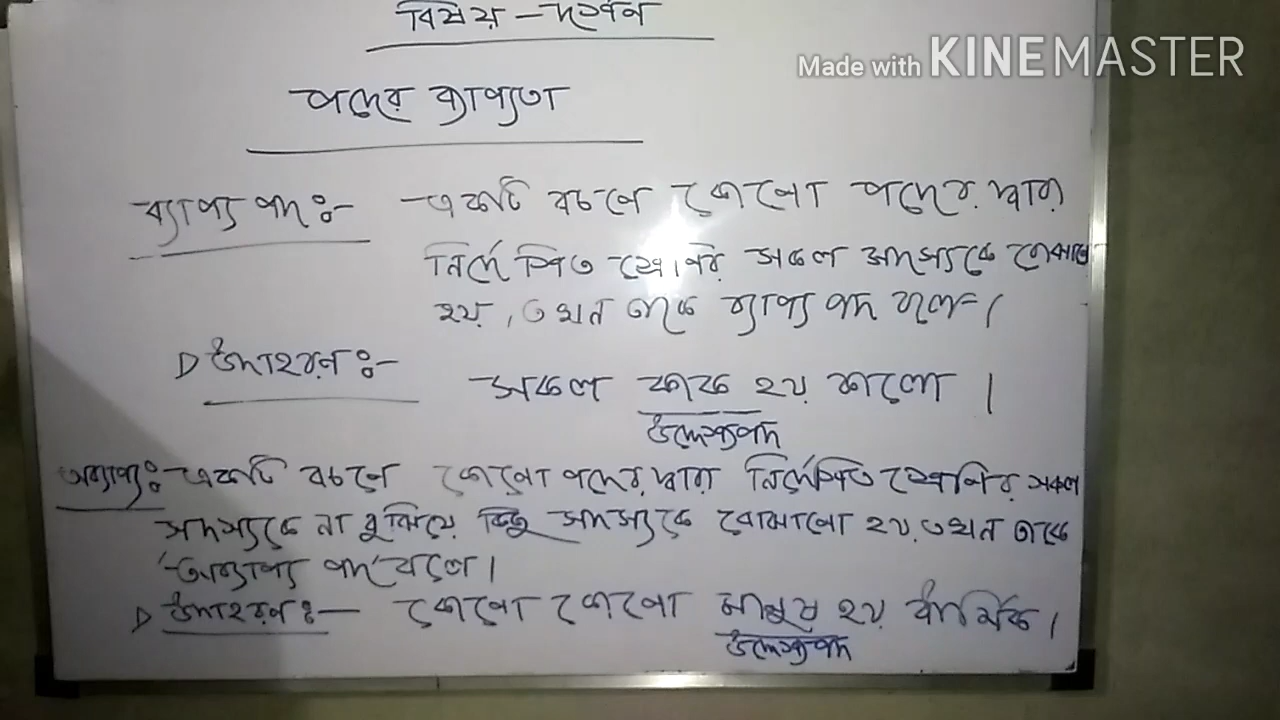 বিষয় - দর্শন
Made with KINEMASTER
পদের ব্যাপ্যতা
ব্যাপ্য পদঃ- একটি বচনে কোনো পদের দ্বারা
নির্দেশিত শ্রেণির সকল সদস্যকে বোঝানো
হয়, তখন তাকে ব্যাপ্য পদ বলে।
উদাহরনঃ- সকল কাক হয় কালো।
উদ্দেশ্যপদ
অব্যাপ্যঃ- একটি বচনে কোনো পদের দ্বারা নির্দেশিত শ্রেণির সকল
সদস্যকে না বুঝিয়ে কিছু সদস্যকে বোঝানো হয়, তখন তাকে
'অব্যাপ্য পদ' বলে।
উদাহরনঃ- কোনো কোনো মানুষ হয় ধার্মিক।
উদ্দেশ্যপদ